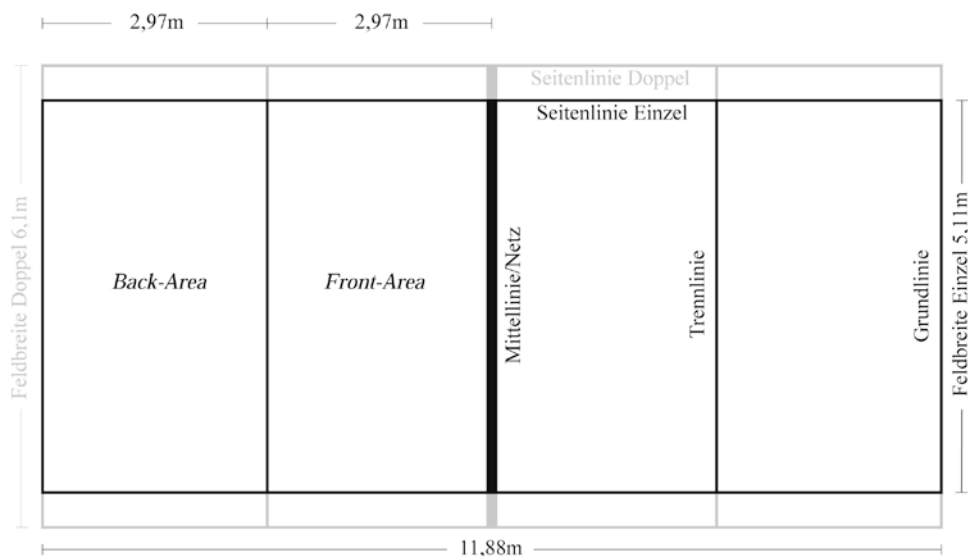 2,97m
2,97m
Seitenlinie Doppel
Seitenlinie Einzel
Feldbreite Doppel 6,1m
Back-Area
Front-Area
Mittellinie/Netz
Trennlinie
Grundlinie
Feldbreite Einzel 5,11m
11,88m